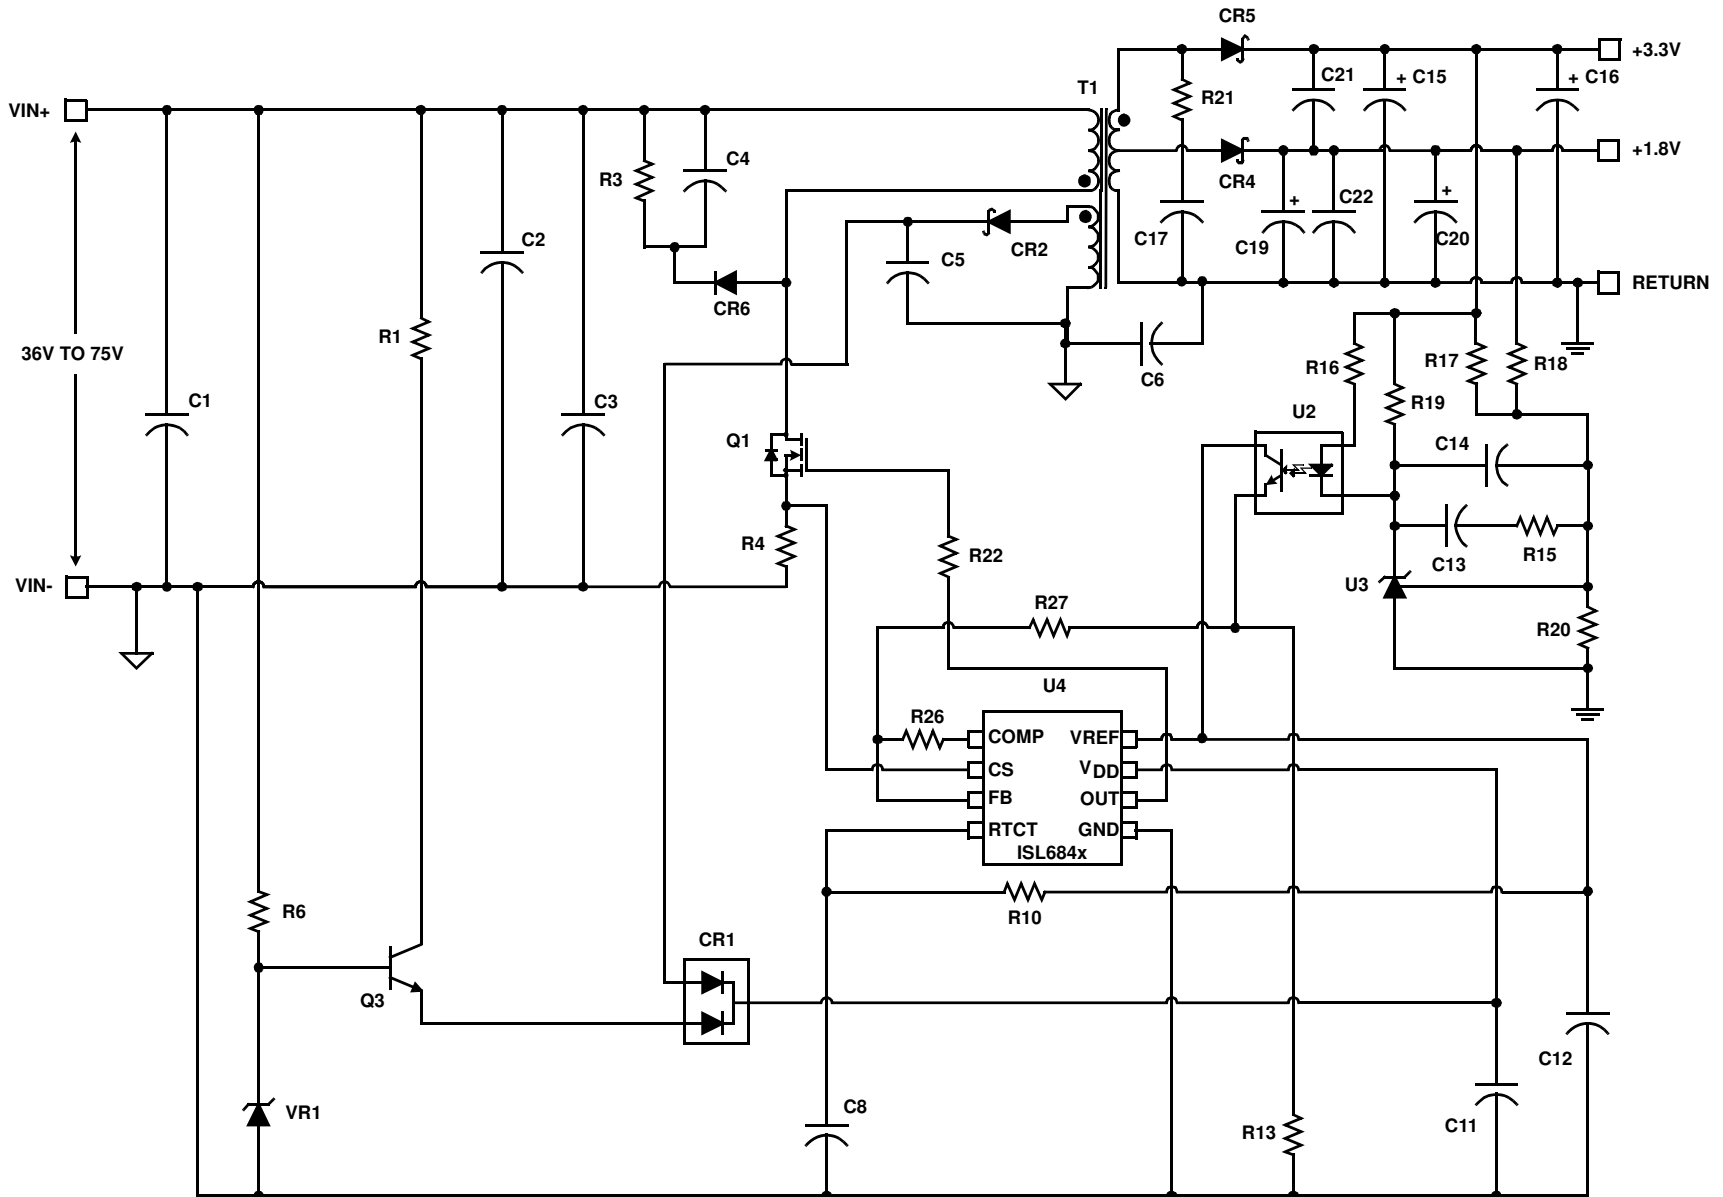 CR5
+3.3V
C21
+ C15
+ C16
T1
R21
VIN+
C4
+1.8V
R3
CR4
+
C22
+
C2
CR2
C17
C19
C20
C5
RETURN
CR6
R1
36V TO 75V
C6
R16
R17
R18
C1
C3
R19
U2
Q1
C14
R4
R22
C13
R15
VIN-
U3
R27
R20
U4
R26
COMP
VREF
CS
VDD
FB
OUT
RTCT
GND
ISL684x
R6
R10
CR1
Q3
C12
VR1
C8
R13
C11